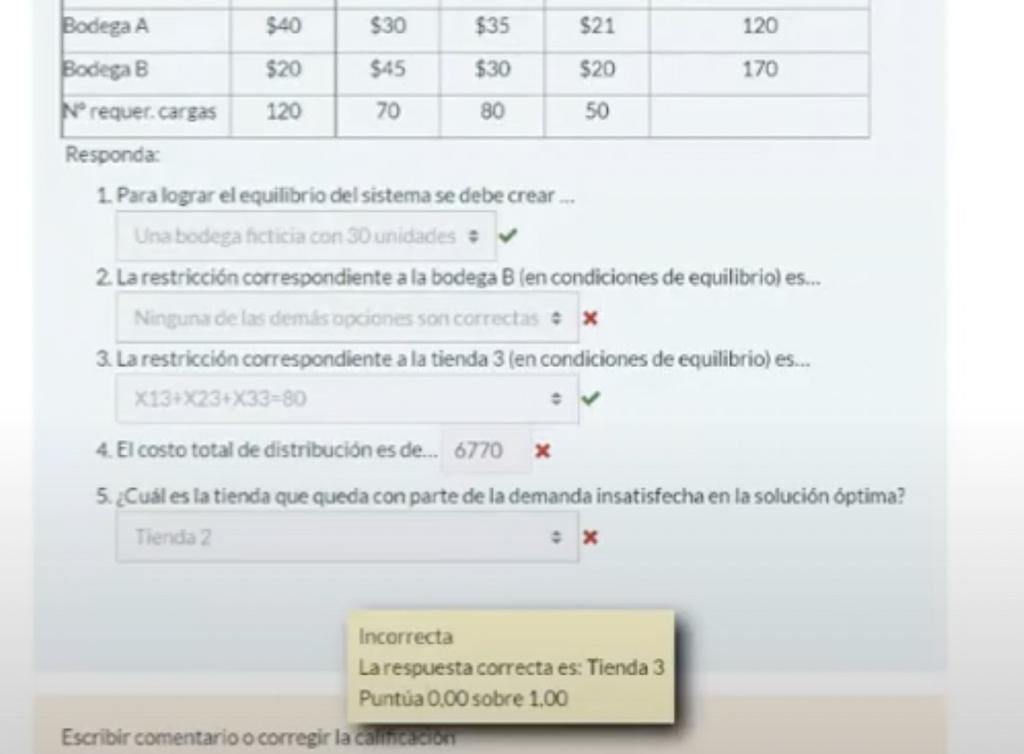 Bodega A $40 $30 $35 $21 120
Bodega B $20 $45 $30 $20 170
Nº requer. cargas 120 70 80 50
Responda:
1. Para lograr el equilibrio del sistema se debe crear ...
Una bodega ficticia con 30 unidades
2. La restricción correspondiente a la bodega B (en condiciones de equilibrio) es...
Ninguna de las demás opciones son correctas
3. La restricción correspondiente a la tienda 3 (en condiciones de equilibrio) es...
X13+X23+X33=80
4. El costo total de distribución es de... 6770
5. ¿Cuál es la tienda que queda con parte de la demanda insatisfecha en la solución óptima?
Tienda 2
Incorrecta
La respuesta correcta es: Tienda 3
Puntúa 0,00 sobre 1,00
Escribir comentario o corregir la calificación